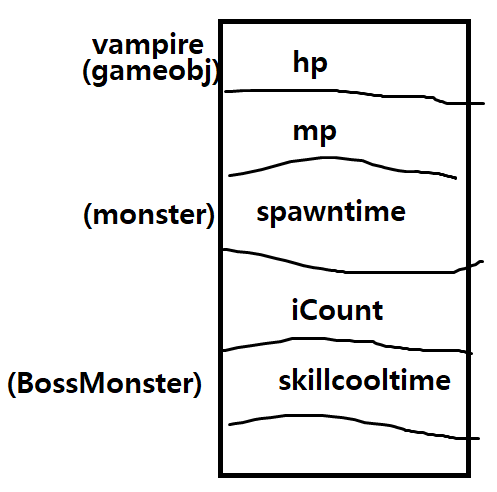 vampire
(gameobj)
hp
mp
(monster)
spawntime
iCount
(BossMonster)
skillcooltime